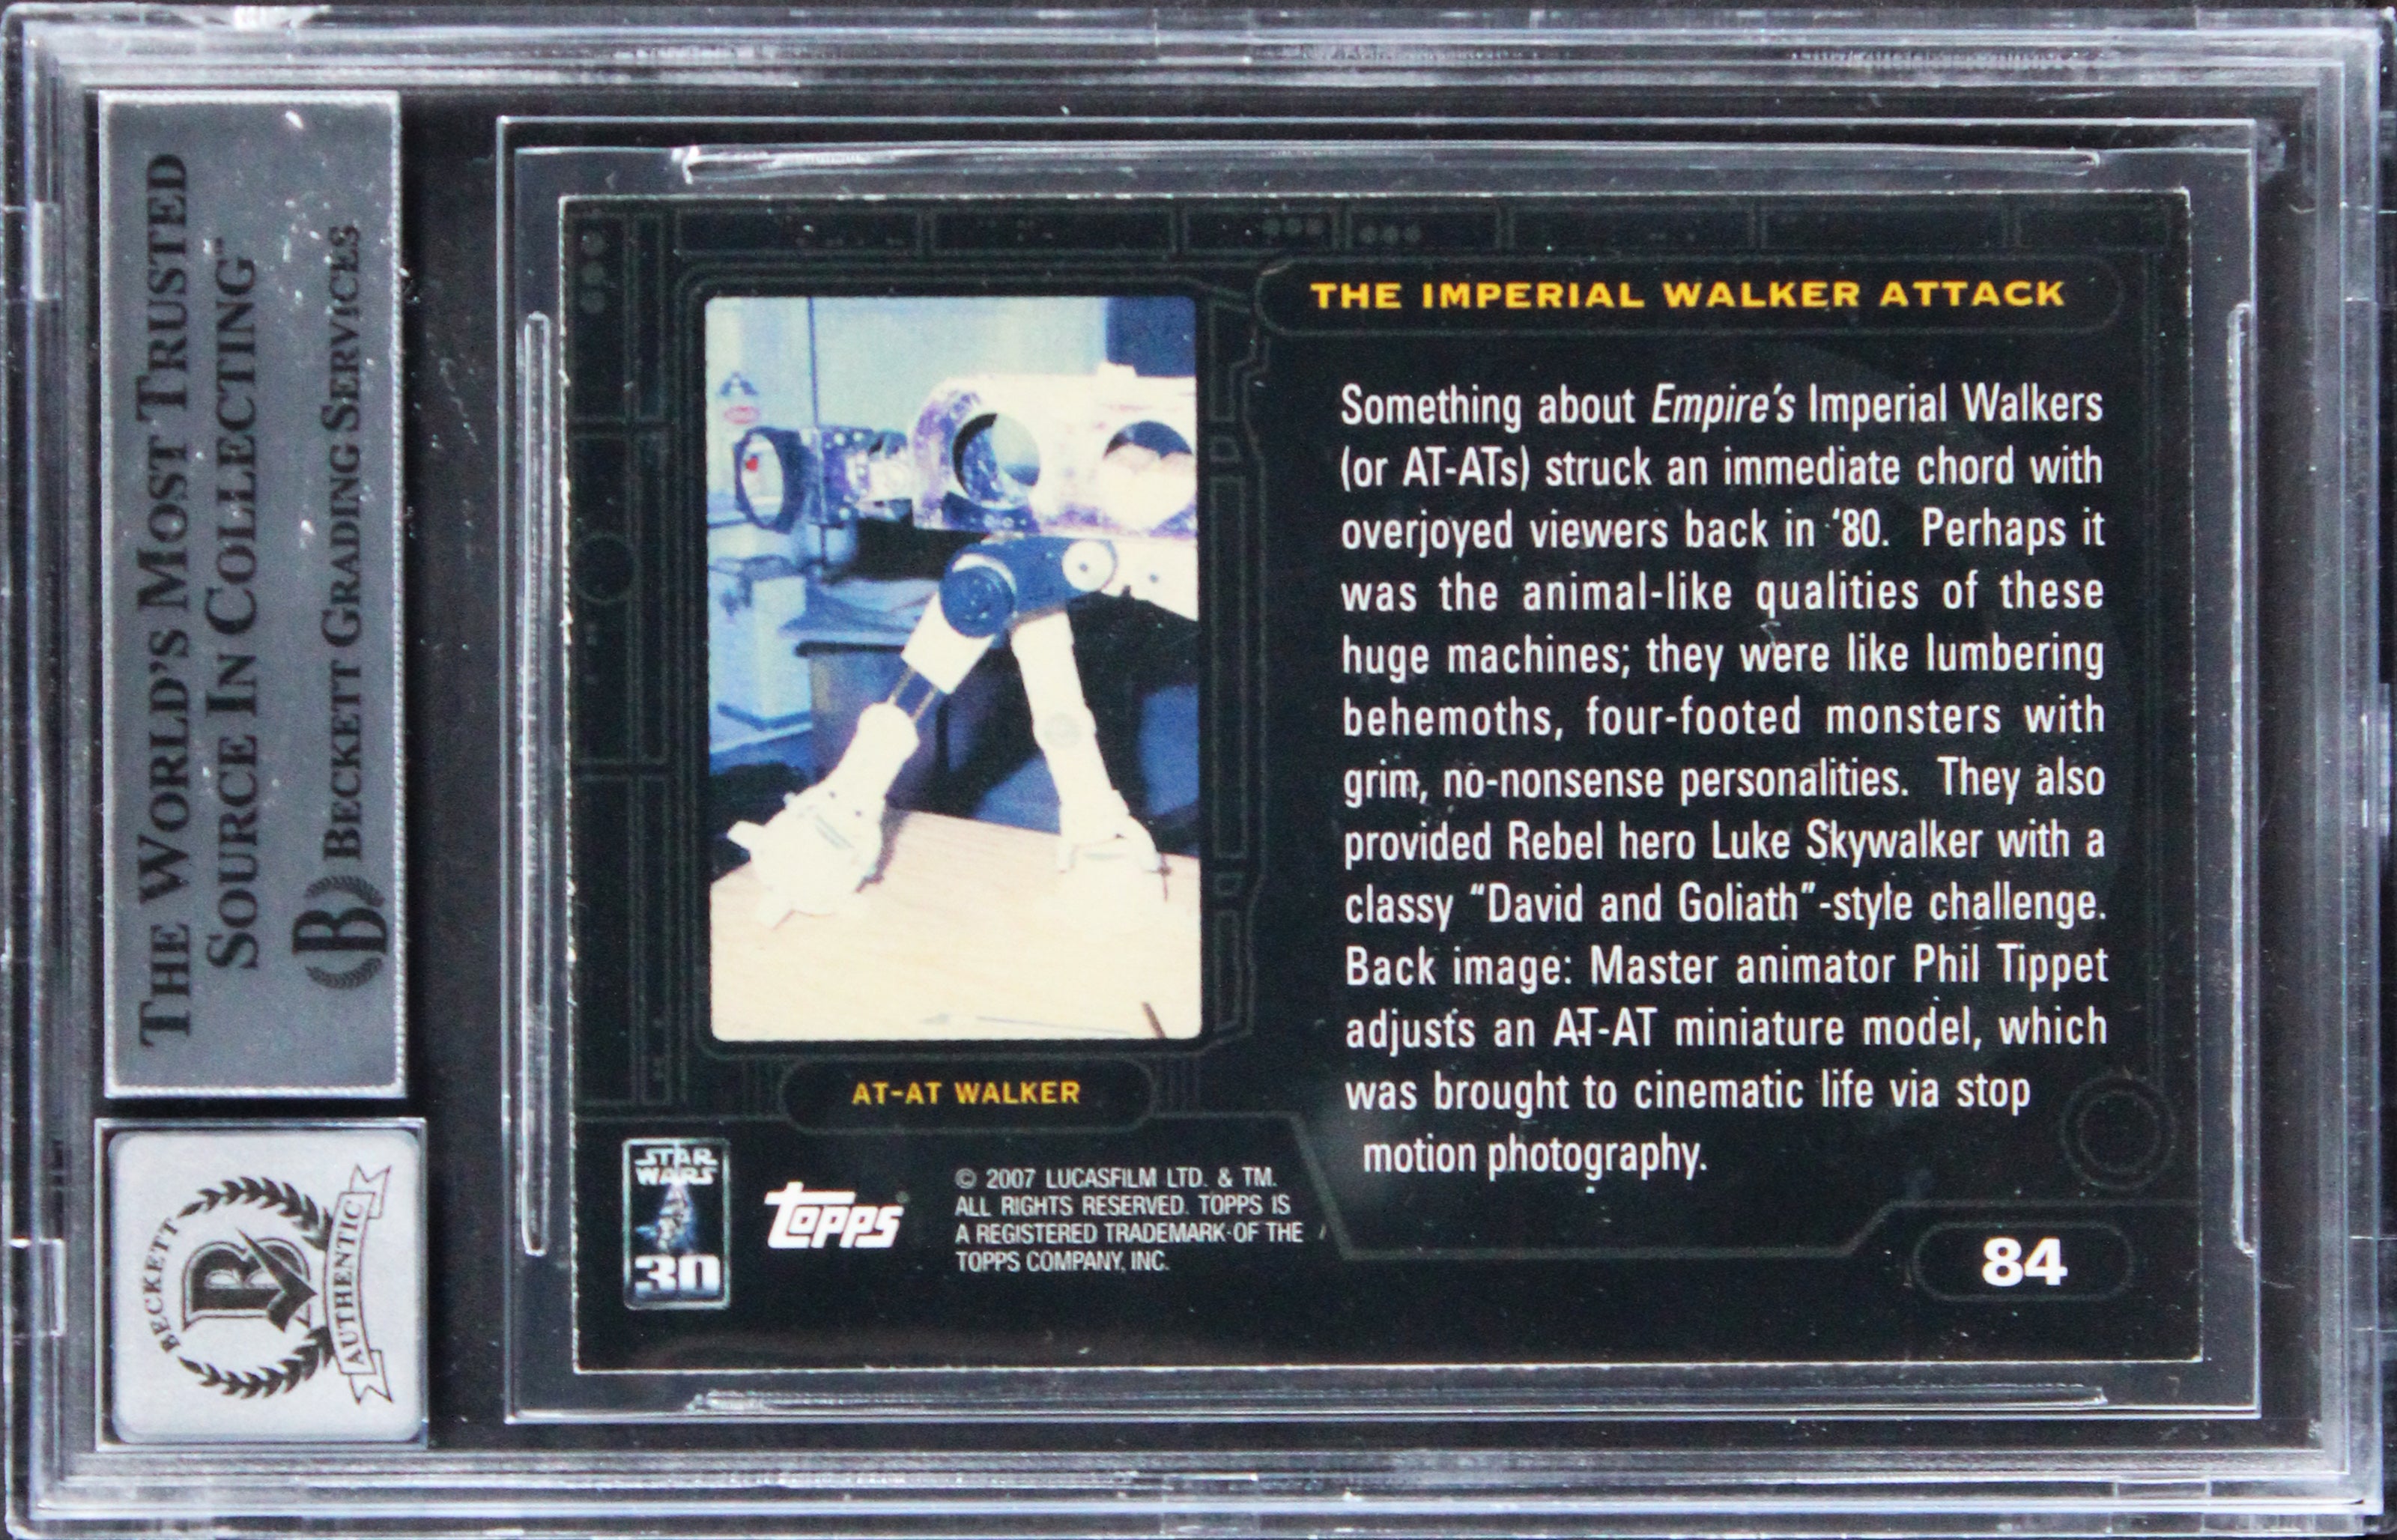 THE WORLD'S MOST TRUSTED
SOURCE IN COLLECTING™
BECKETT GRADING SERVICES
BECKETT
AUTHENTIC
THE IMPERIAL WALKER ATTACK
Something about Empire's Imperial Walkers
(or AT-ATs) struck an immediate chord with
overjoyed viewers back in '80. Perhaps it
was the animal-like qualities of these
huge machines; they were like lumbering
behemoths, four-footed monsters with
grim, no-nonsense personalities. They also
provided Rebel hero Luke Skywalker with a
classy "David and Goliath"-style challenge.
Back image: Master animator Phil Tippet
adjusts an AT-AT miniature model, which
was brought to cinematic life via stop
motion photography.
AT-AT WALKER
STAR
WARS
30
topps®
© 2007 LUCASFILM LTD. & TM.
ALL RIGHTS RESERVED. TOPPS IS
A REGISTERED TRADEMARK OF THE
TOPPS COMPANY, INC.
84